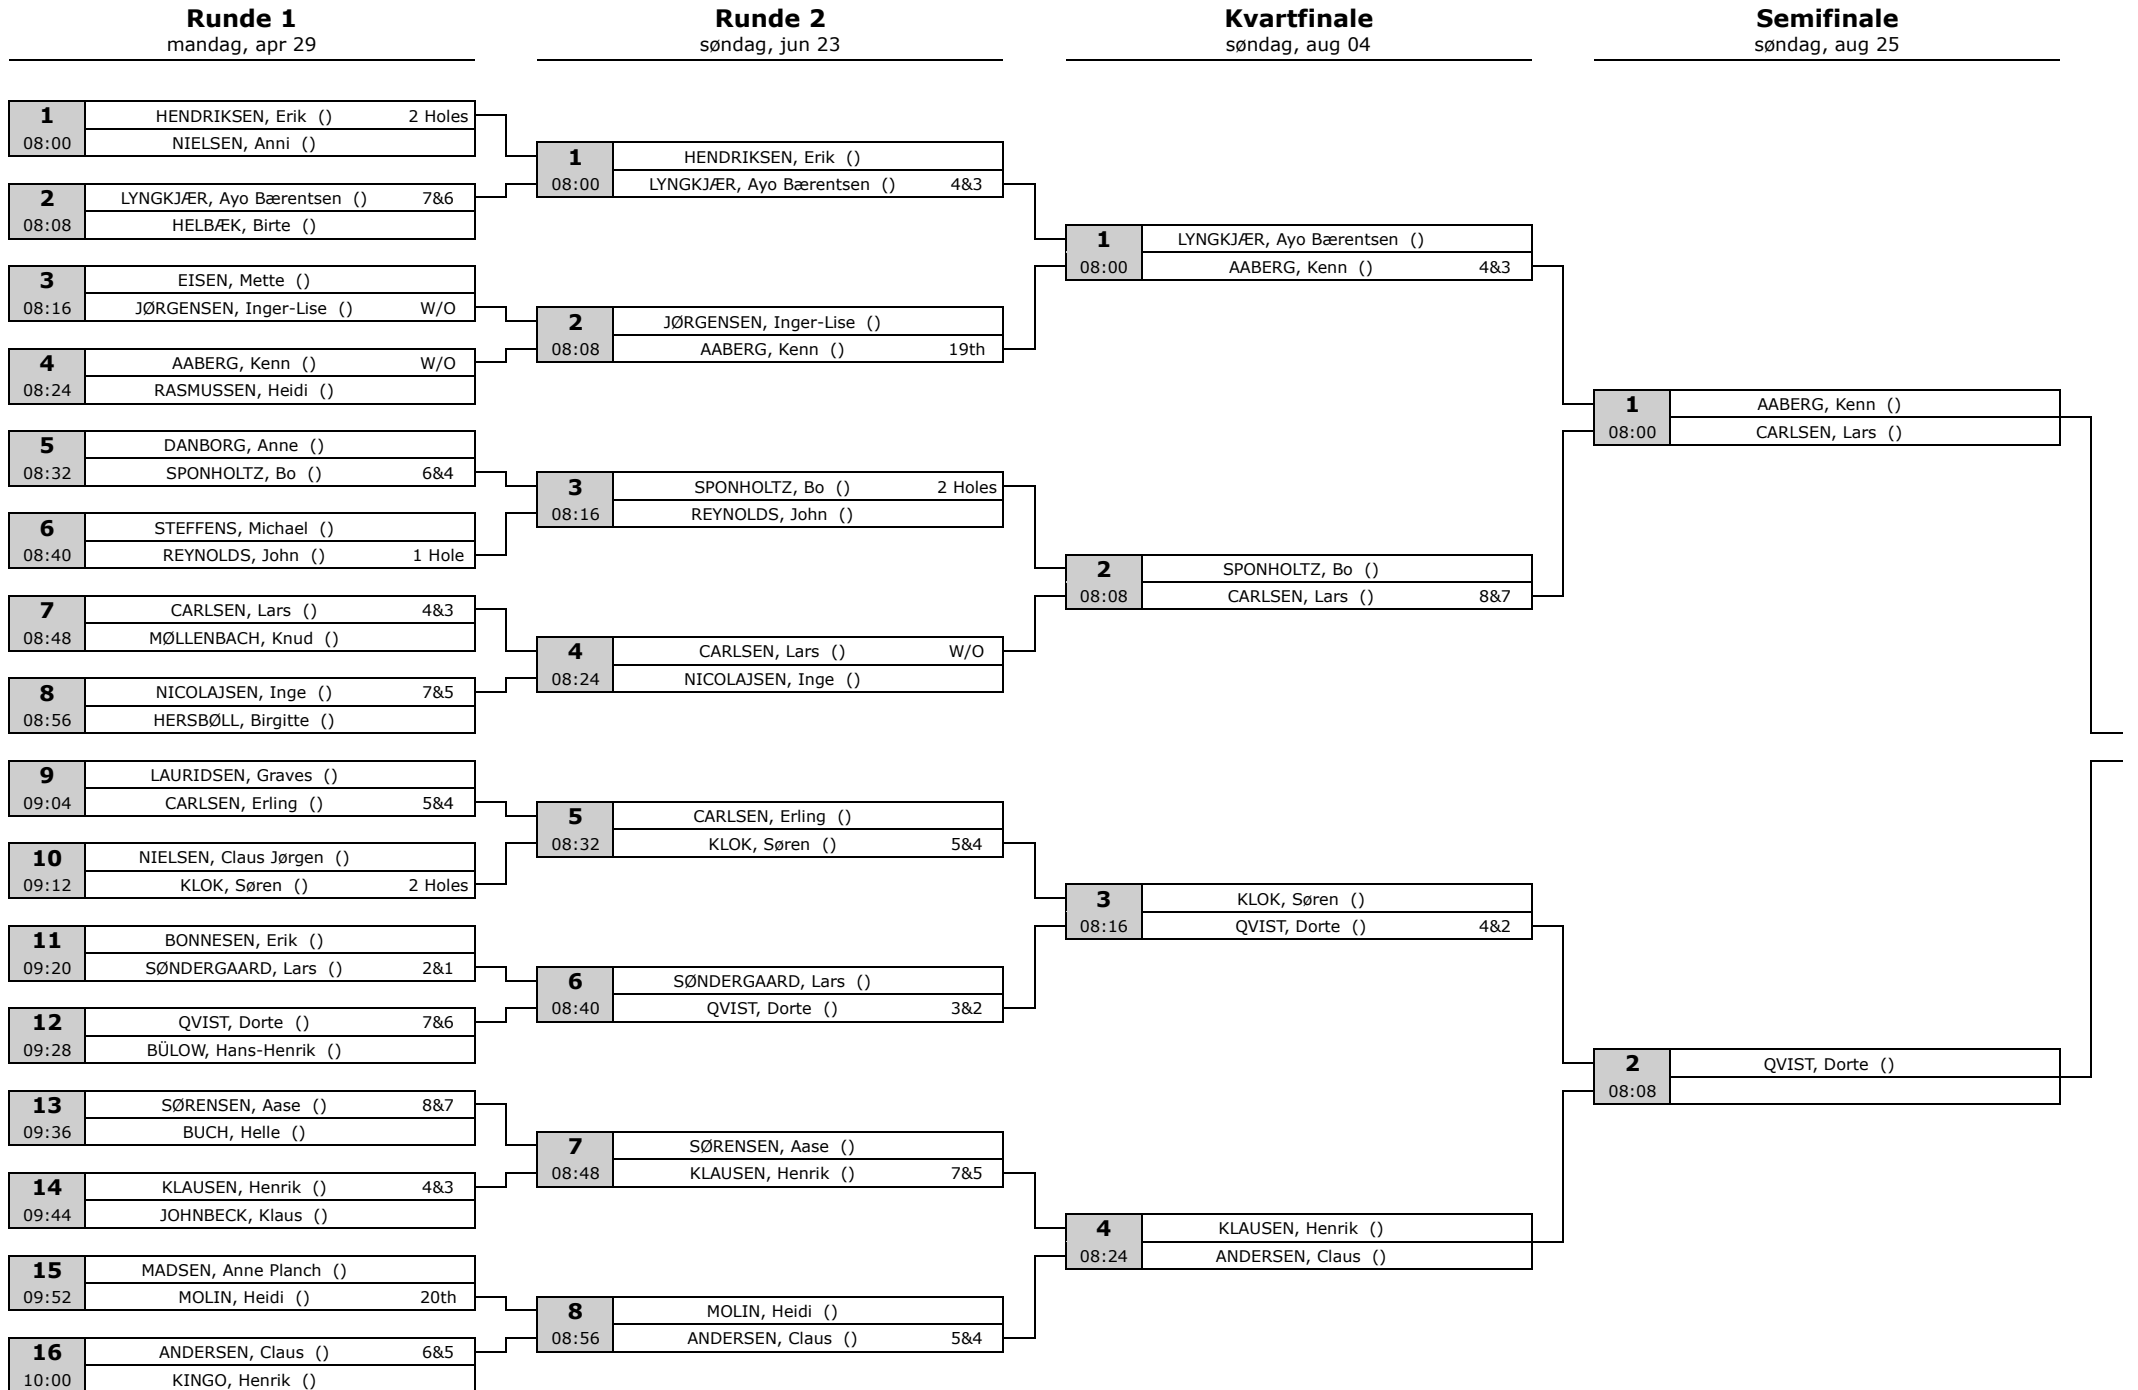 Runde 1
mandag, apr 29
1
HENDRIKSEN, Erik () 2 Holes
08:00
NIELSEN, Anni ()
2
LYNGKJÆR, Ayo Bærentsen () 7&6
08:08
HELBÆK, Birte ()
3
EISEN, Mette ()
08:16
JØRGENSEN, Inger-Lise () W/O
4
AABERG, Kenn () W/O
08:24
RASMUSSEN, Heidi ()
5
DANBORG, Anne ()
08:32
SPONHOLTZ, Bo () 6&4
6
STEFFENS, Michael ()
08:40
REYNOLDS, John () 1 Hole
7
CARLSEN, Lars () 4&3
08:48
MØLLENBACH, Knud ()
8
NICOLAJSEN, Inge () 7&5
08:56
HERSBØLL, Birgitte ()
9
LAURIDSEN, Graves ()
09:04
CARLSEN, Erling () 5&4
10
NIELSEN, Claus Jørgen ()
09:12
KLOK, Søren () 2 Holes
11
BONNESEN, Erik ()
09:20
SØNDERGAARD, Lars () 2&1
12
QVIST, Dorte () 7&6
09:28
BÜLOW, Hans-Henrik ()
13
SØRENSEN, Aase () 8&7
09:36
BUCH, Helle ()
14
KLAUSEN, Henrik () 4&3
09:44
JOHNBECK, Klaus ()
15
MADSEN, Anne Planch ()
09:52
MOLIN, Heidi () 20th
16
ANDERSEN, Claus () 6&5
10:00
KINGO, Henrik ()
Runde 2
søndag, jun 23
1
HENDRIKSEN, Erik ()
08:00
LYNGKJÆR, Ayo Bærentsen () 4&3
2
JØRGENSEN, Inger-Lise ()
08:08
AABERG, Kenn () 19th
3
SPONHOLTZ, Bo () 2 Holes
08:16
REYNOLDS, John ()
4
CARLSEN, Lars () W/O
08:24
NICOLAJSEN, Inge ()
5
CARLSEN, Erling ()
08:32
KLOK, Søren () 5&4
6
SØNDERGAARD, Lars ()
08:40
QVIST, Dorte () 3&2
7
SØRENSEN, Aase ()
08:48
KLAUSEN, Henrik () 7&5
8
MOLIN, Heidi ()
08:56
ANDERSEN, Claus () 5&4
Kvartfinale
søndag, aug 04
1
LYNGKJÆR, Ayo Bærentsen ()
08:00
AABERG, Kenn () 4&3
2
SPONHOLTZ, Bo ()
08:08
CARLSEN, Lars () 8&7
3
KLOK, Søren ()
08:16
QVIST, Dorte () 4&2
4
KLAUSEN, Henrik ()
08:24
ANDERSEN, Claus ()
Semifinale
søndag, aug 25
1
AABERG, Kenn ()
08:00
CARLSEN, Lars ()
2
QVIST, Dorte ()
08:08